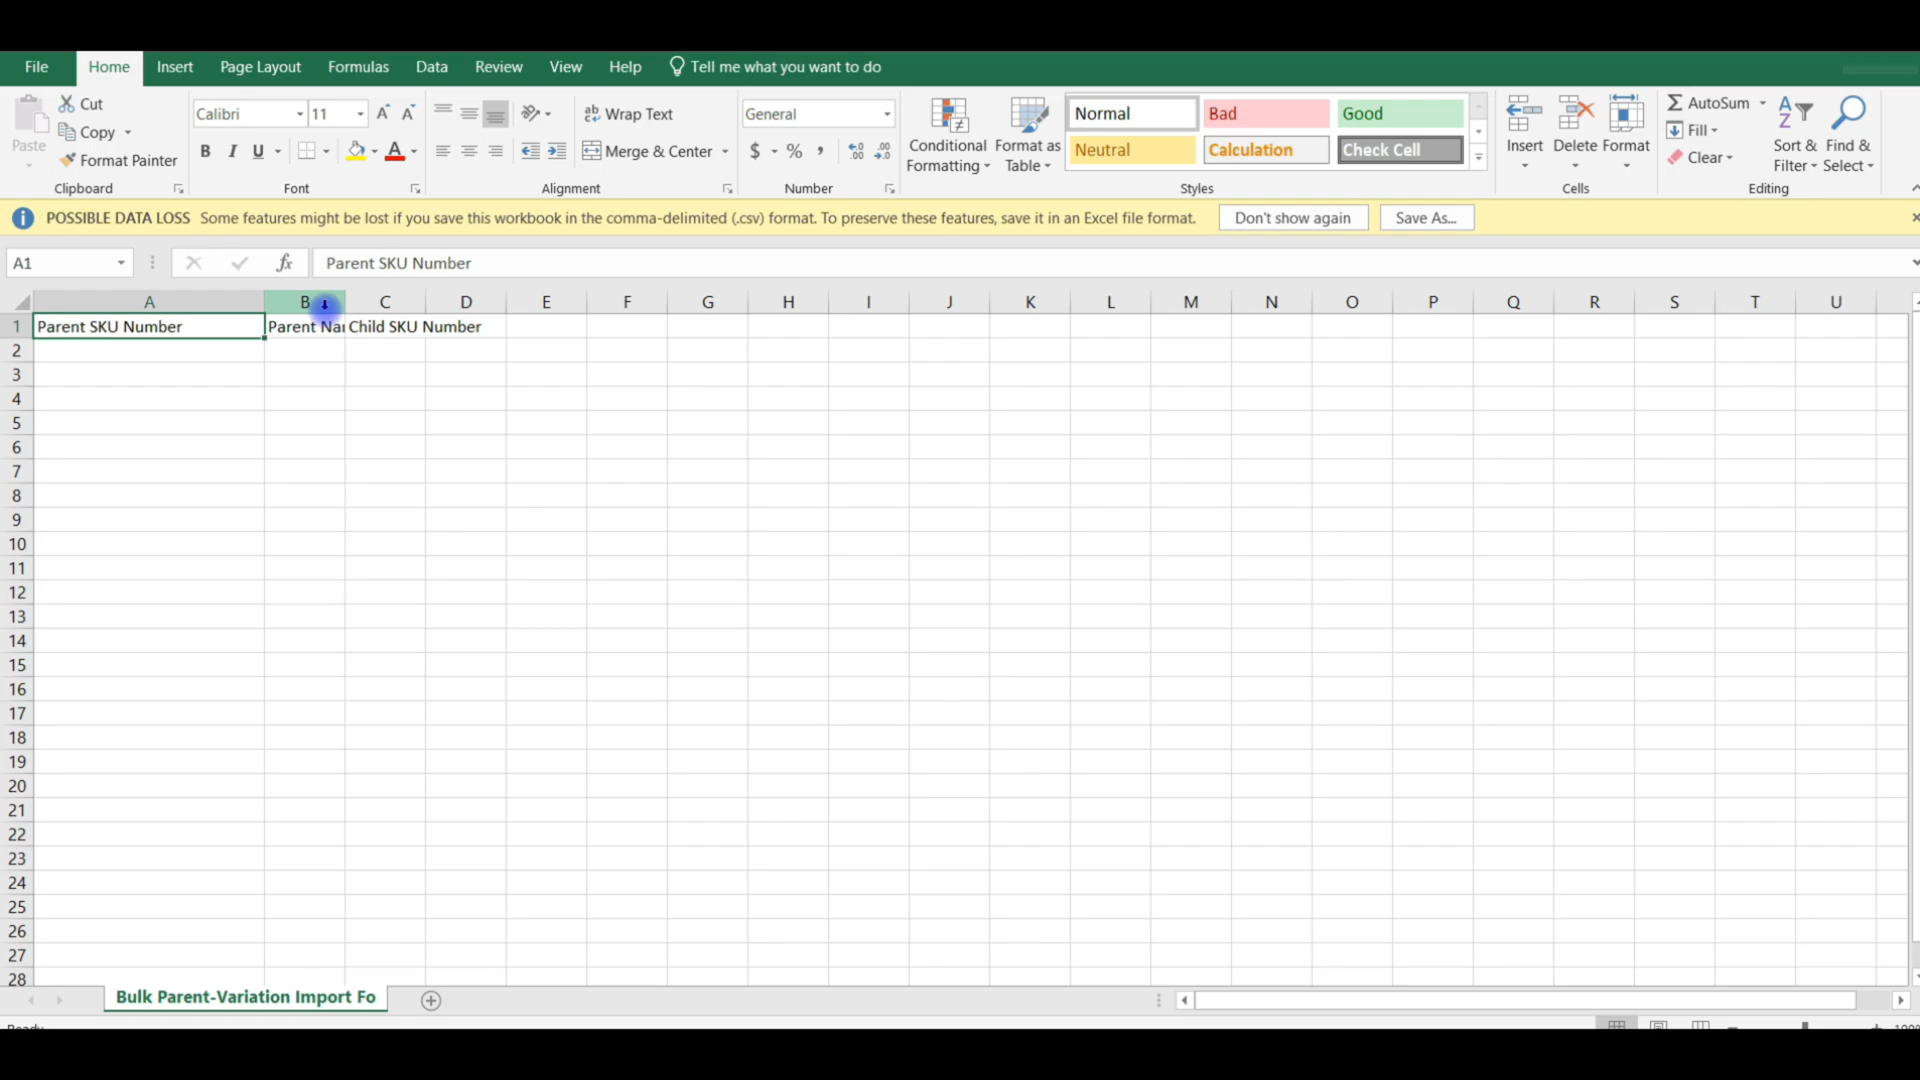 File Home Insert Page Layout Formulas Data Review View Help Tell me what you want to do
Paste Cut Copy Format Painter Clipboard
Calibri 11 A A B I U A Font
ab Wrap Text Merge & Center Alignment
General $ % , Number
Conditional Formatting Format as Table Normal Bad Good Neutral Calculation Check Cell Styles
Insert Delete Format Cells
AutoSum Fill Clear Sort & Filter Find & Select Editing
POSSIBLE DATA LOSS Some features might be lost if you save this workbook in the comma-delimited (.csv) format. To preserve these features, save it in an Excel file format. Don't show again Save As...
A1 fx Parent SKU Number
A B C D E F G H I J K L M N O P Q R S T U
1 Parent SKU Number Parent Nai Child SKU Number
2
3
4
5
6
7
8
9
10
11
12
13
14
15
16
17
18
19
20
21
22
23
24
25
26
27
28
Bulk Parent-Variation Import Fo